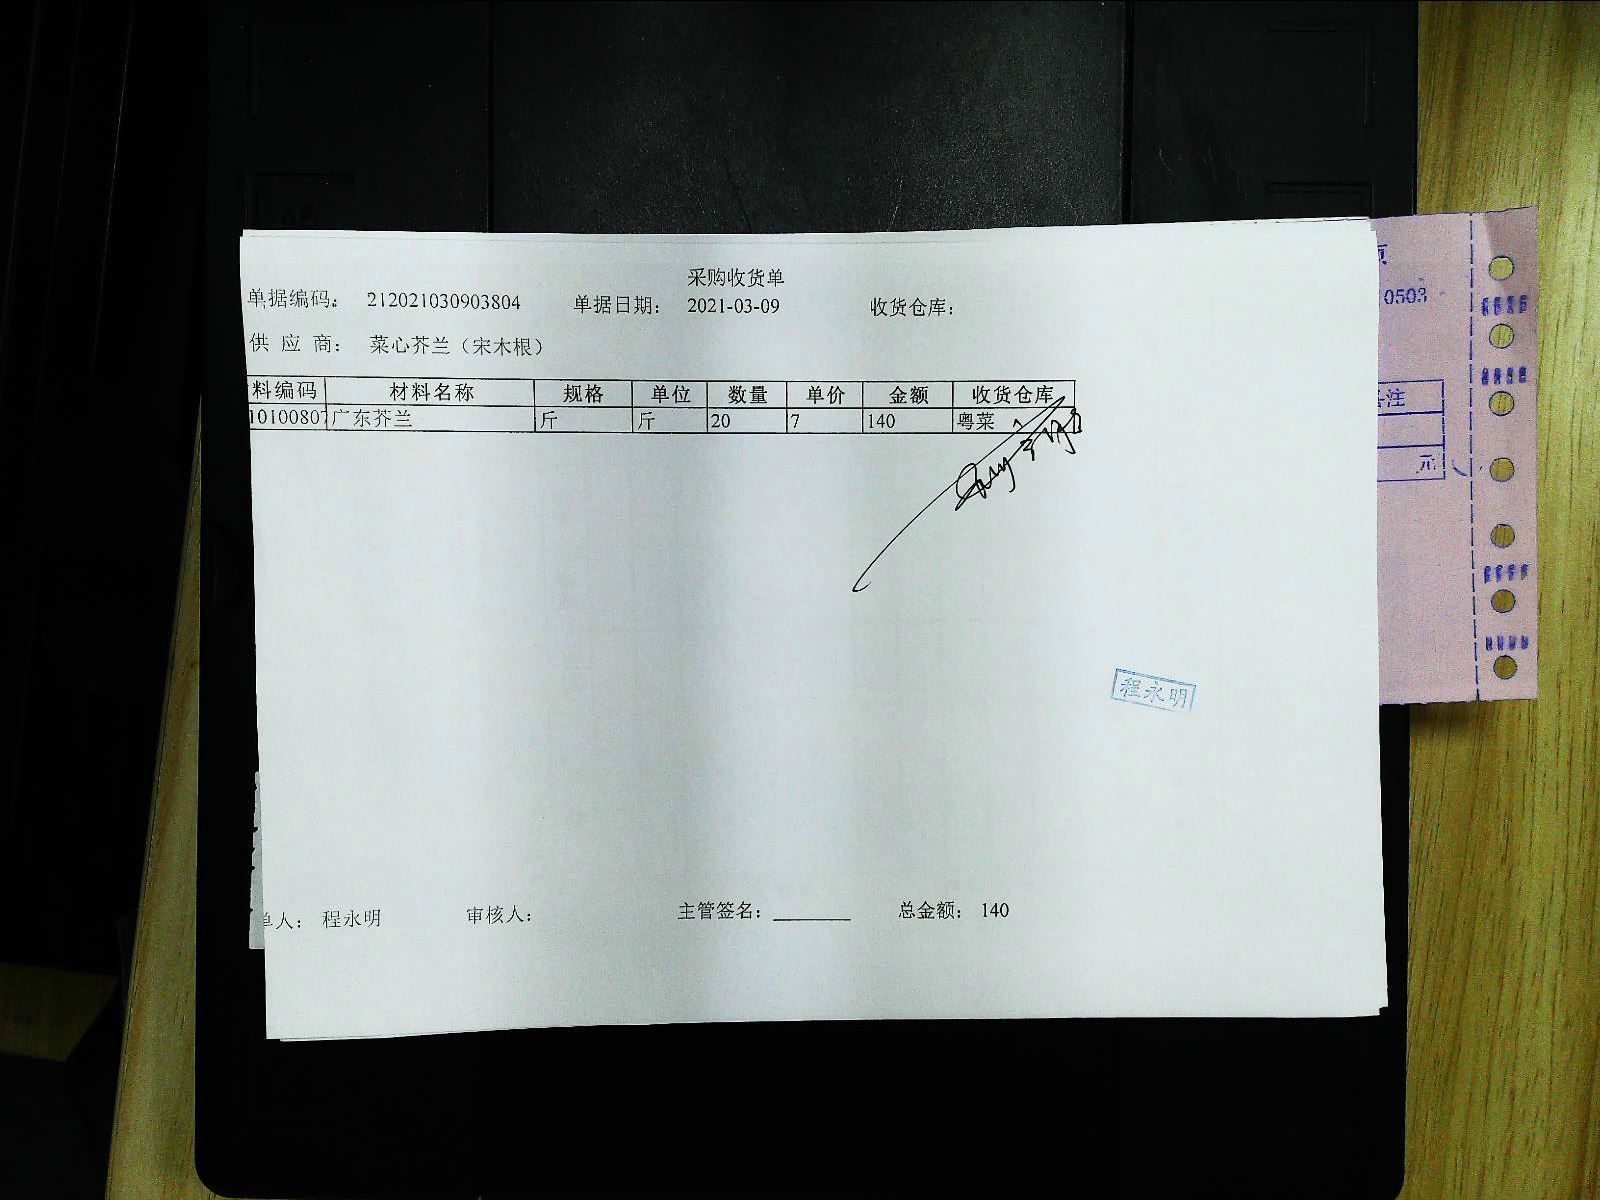 采购收货单
单据编码： 212021030903804 单据日期： 2021-03-09 收货仓库：
供 应 商： 菜心芥兰（宋木根）
料编码 材料名称 规格 单位 数量 单价 金额 收货仓库
10100807 广东芥兰 斤 斤 20 7 140 粤菜
程永明
单人： 程永明 审核人： 主管签名： 总金额： 140
0503
注
元